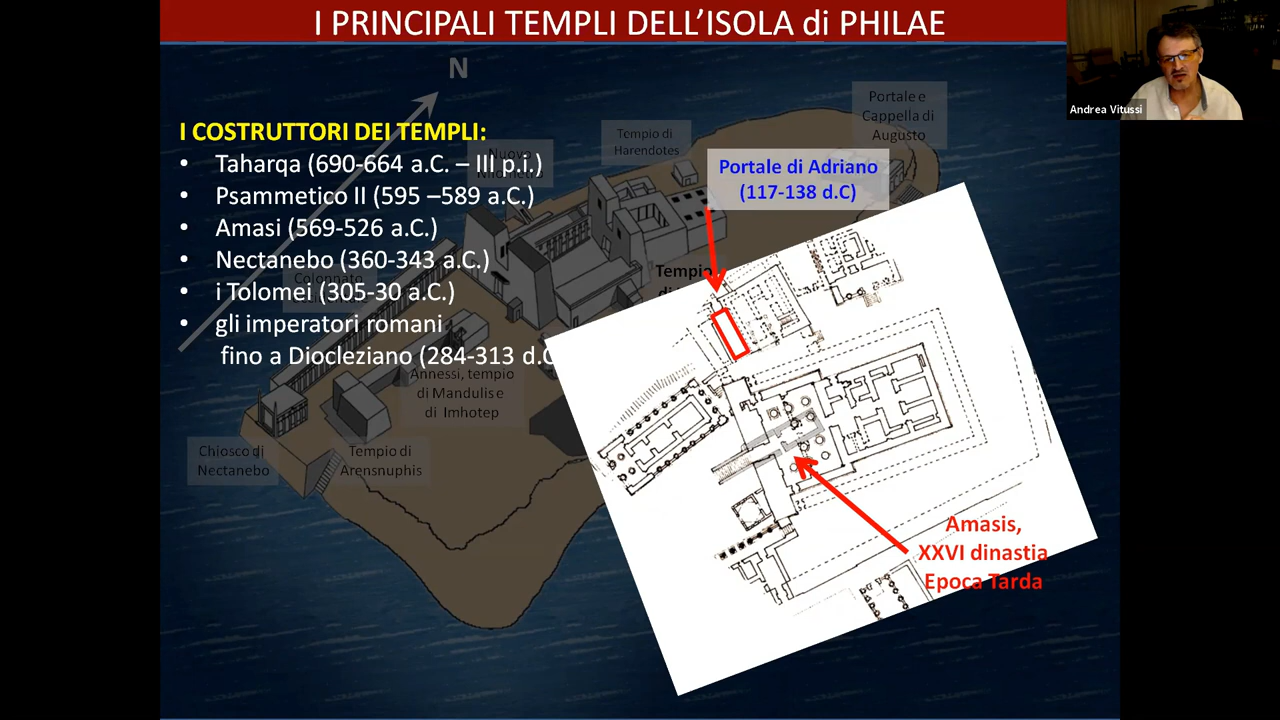 I PRINCIPALI TEMPLI DELL'ISOLA di PHILAE
Andrea Vitussi
N
I COSTRUTTORI DEI TEMPLI:
• Taharqa (690-664 a.C. – III p.i.)
• Psammetico II (595 –589 a.C.)
• Amasi (569-526 a.C.)
• Nectanebo (360-343 a.C.)
• i Tolomei (305-30 a.C.)
• gli imperatori romani
fino a Diocleziano (284-313 d.C
Tempio di
Harendotes
Portale e
Cappella di
Augusto
Portale di Adriano
(117-138 d.C)
Tempio
Annessi, tempio
di Mandulis e
di Imhotep
Chiosco di
Nectanebo
Tempio di
Arensnuphis
Amasis,
XXVI dinastia
Epoca Tarda